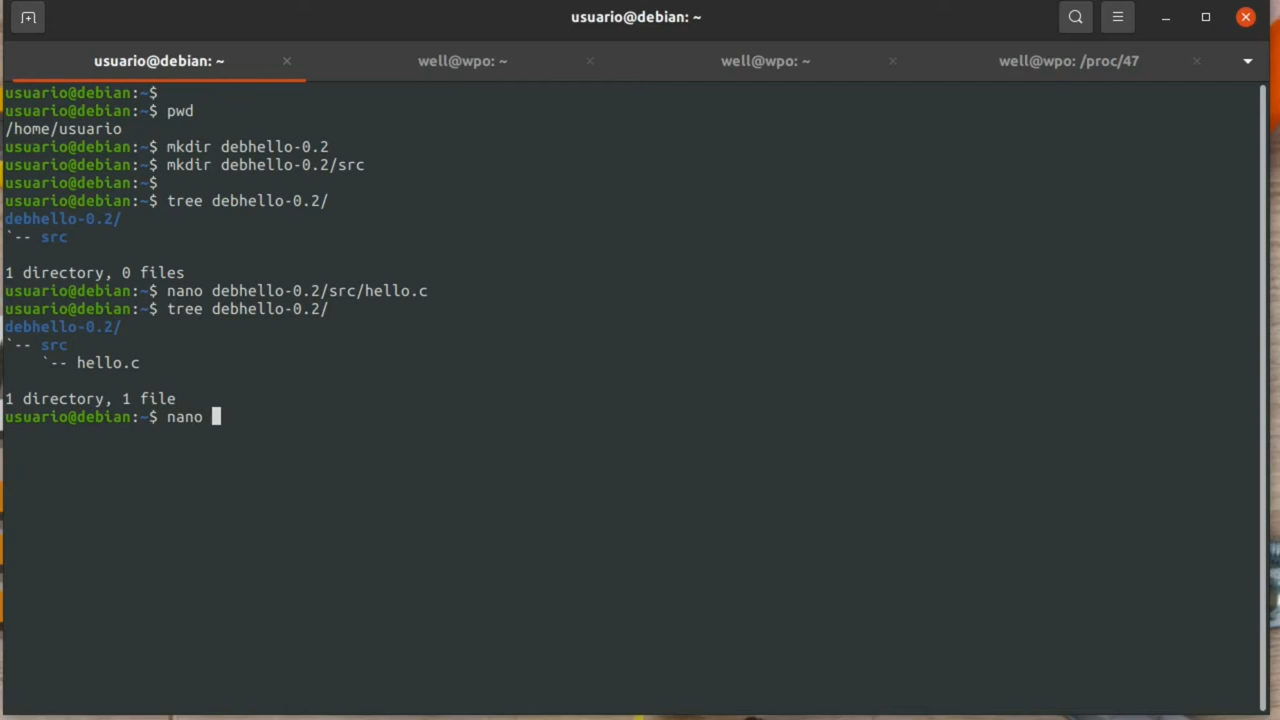 usuario@debian: ~
usuario@debian: ~
well@wpo: ~
well@wpo: ~
well@wpo: /proc/47
usuario@debian:~$
usuario@debian:~$ pwd
/home/usuario
usuario@debian:~$ mkdir debhello-0.2
usuario@debian:~$ mkdir debhello-0.2/src
usuario@debian:~$
usuario@debian:~$ tree debhello-0.2/
debhello-0.2/
`-- src
1 directory, 0 files
usuario@debian:~$ nano debhello-0.2/src/hello.c
usuario@debian:~$ tree debhello-0.2/
debhello-0.2/
`-- src
    `-- hello.c
1 directory, 1 file
usuario@debian:~$ nano